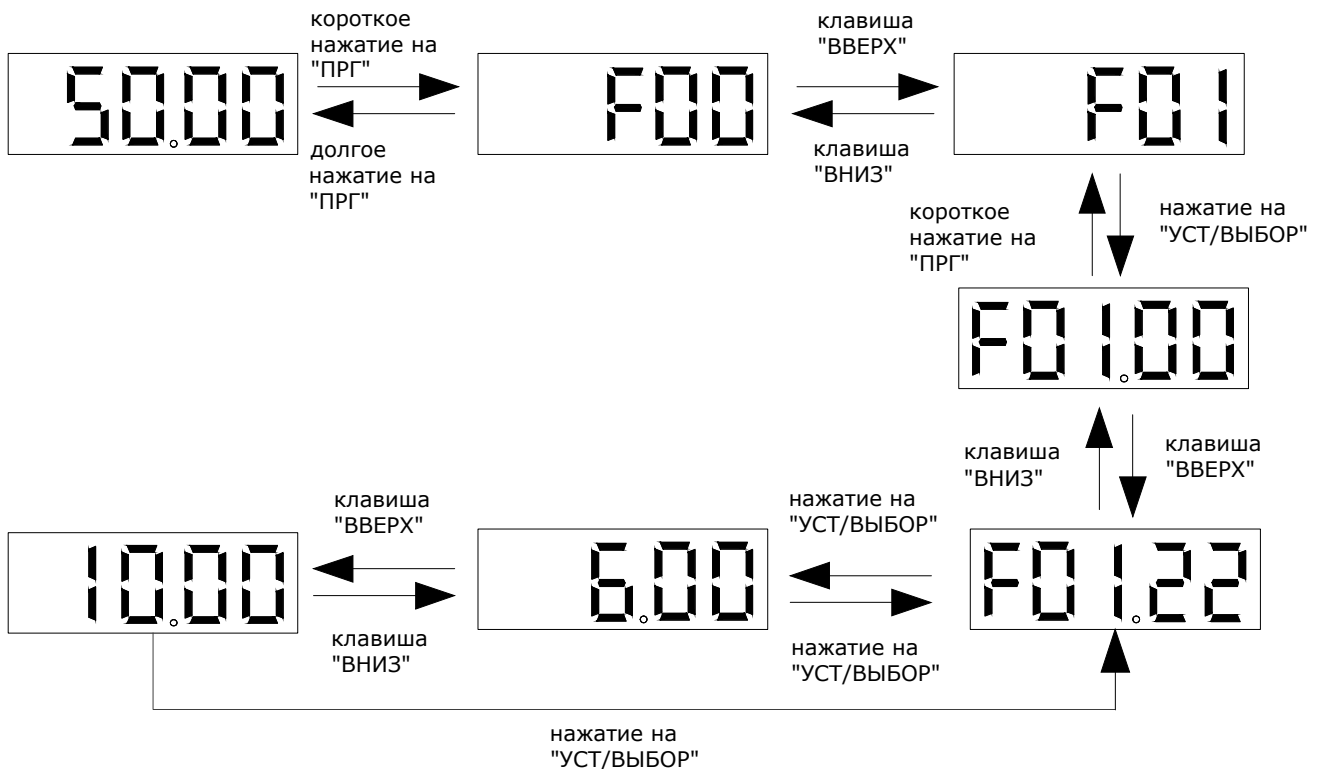 короткое
нажатие на
"ПРГ"
клавиша
"ВВЕРХ"
50.00
F00
F01
долгое
нажатие на
"ПРГ"
клавиша
"ВНИЗ"
короткое
нажатие на
"ПРГ"
нажатие на
"УСТ/ВЫБОР"
F01.00
клавиша
"ВНИЗ"
клавиша
"ВВЕРХ"
клавиша
"ВВЕРХ"
нажатие на
"УСТ/ВЫБОР"
10.00
6.00
F01.22
клавиша
"ВНИЗ"
нажатие на
"УСТ/ВЫБОР"
нажатие на
"УСТ/ВЫБОР"